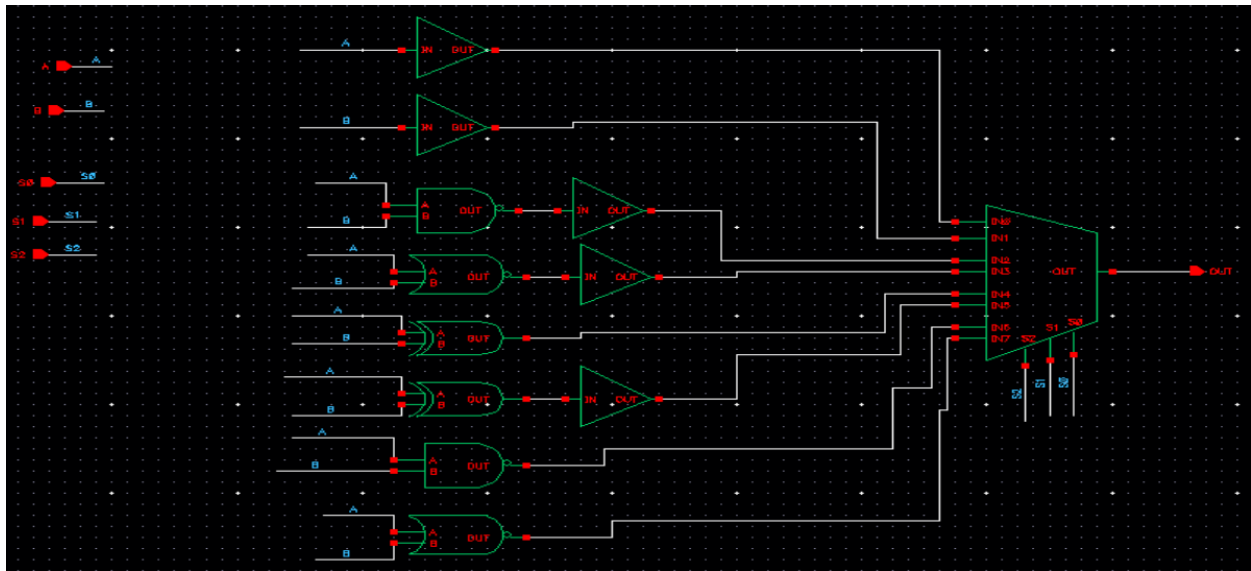 A
IN OUT
A A
B B
B
IN OUT
S0 S0
S1 S1
S2 S2
A
B
A
B OUT
IN OUT
A
B
A
B OUT
IN OUT
A
B
A
B OUT
A
B
A
B OUT
IN OUT
A
B
A
B OUT
A
B
A
B OUT
IN0
IN1
IN2
IN3
IN4
IN5
IN6
IN7
OUT
S2 S1 S0
S2 S1 S0
OUT